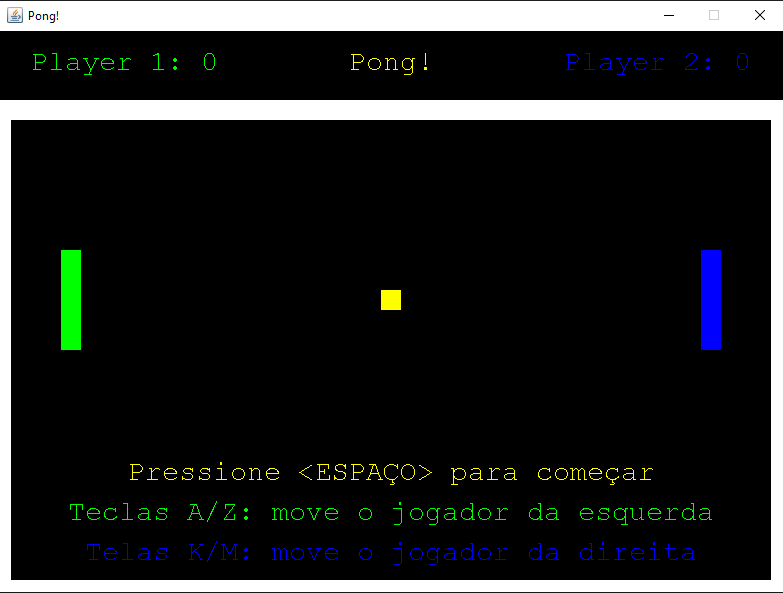 Pong!
Player 1: 0 Pong! Player 2: 0
Pressione <ESPAÇO> para começar
Teclas A/Z: move o jogador da esquerda
Telas K/M: move o jogador da direita